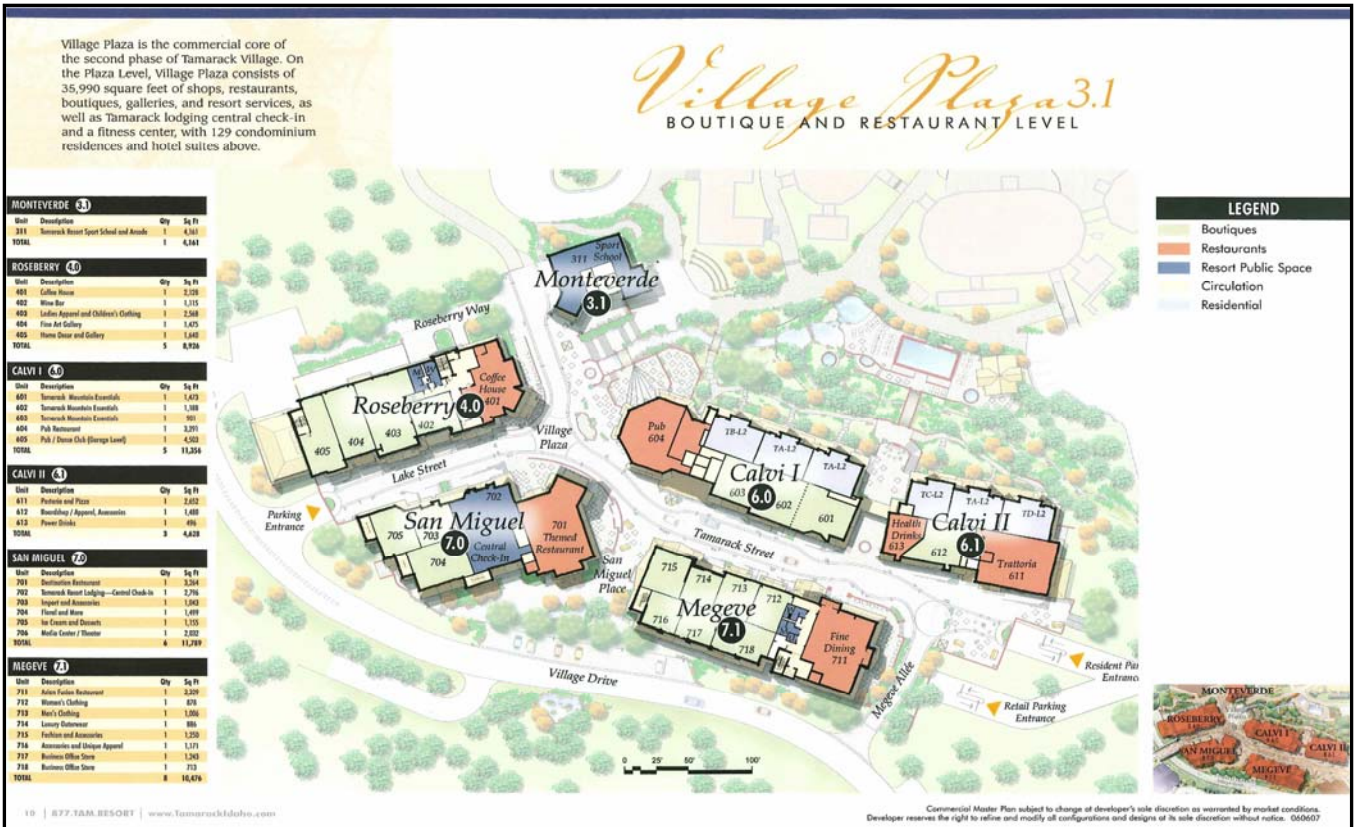 Village Plaza is the commercial core of
the second phase of Tamarack Village. On
the Plaza Level, Village Plaza consists of
35,990 square feet of shops, restaurants,
boutiques, galleries, and resort services, as
well as Tamarack lodging central check-in
and a fitness center, with 129 condominium
residences and hotel suites above.
Village Plaza 3.1
BOUTIQUE AND RESTAURANT LEVEL
MONTEVERDE 3.1
Unit Description Qty Sq Ft
311 Tamarack Resort Sport School and Arcade 1 4,161
TOTAL 1 4,161
ROSEBERRY 4.0
Unit Description Qty Sq Ft
401 Coffee House 1 2,128
402 Wine Bar 1 1,115
403 Ladies Apparel and Children's Clothing 1 2,568
404 Fine Art Gallery 1 1,475
405 Home Decor and Gallery 1 1,640
TOTAL 5 8,926
CALVI I 6.0
Unit Description Qty Sq Ft
601 Tamarack Mountain Essentials 1 1,473
602 Tamarack Mountain Essentials 1 1,188
603 Tamarack Mountain Essentials 1 901
604 Pub Restaurant 1 3,291
605 Pub / Dance Club (Garage Level) 1 4,503
TOTAL 5 11,356
CALVI II 6.1
Unit Description Qty Sq Ft
611 and Pizza 1 2,652
612 Boardshop / Apparel, Accessories 1 1,480
613 Power Drinks 1 496
TOTAL 3 4,628
SAN MIGUEL 7.0
Unit Description Qty Sq Ft
701 Destination Restaurant 1 3,264
702 Tamarack Resort Lodging—Central Check-In 1 2,796
703 Import and Accessories 1 1,043
704 Floral and More 1 1,499
705 Ice Cream and Desserts 1 1,155
706 Media Center / Theater 1 2,032
TOTAL 6 11,789
MEGEVE 7.1
Unit Description Qty Sq Ft
711 Asian Fusion Restaurant 1 3,329
712 Women's Clothing 1 878
713 Men's Clothing 1 1,006
714 Luxury Outerwear 1 886
715 Fashion and Accessories 1 1,250
716 Accessories and Unique Apparel 1 1,171
717 Business Office Store 1 1,243
718 Business Office Store 1 713
TOTAL 8 10,476
LEGEND
Boutiques
Restaurants
Resort Public Space
Circulation
Residential
Sport
311 School
Monteverde
3.1
Roseberry Way
Coffee
House
401
Roseberry 4.0
402
403
404
405
Village
Plaza
Lake Street
Parking
Entrance
702
San Miguel
7.0
705
703
704
Central
Check-In
701
Themed
Restaurant
San
Miguel
Place
Pub
604
TB-L2
TA-L2
TA-L2
Calvi I
6.0
603
602
601
Tamarack Street
TC-L2
TA-L2
TD-L2
Calvi II
6.1
Health
Drinks
613
612
Trattoria
611
715
714
713
712
Megeve
7.1
716
717
718
Fine
Dining
711
Megeve Allée
Village Drive
Resident Par
Entranc
Retail Parking
Entrance
0 25' 50' 100'
MONTEVERDE
ROSEBERRY
CALVI I
CALVI II
SAN MIGUEL
MEGEVE
10 | 877.TAM.RESORT | www.TamarackIdaho.com
Commercial Master Plan subject to change at developer's sole discretion as warranted by market conditions.
Developer reserves the right to refine and modify all configurations and designs at its sole discretion without notice. 060607